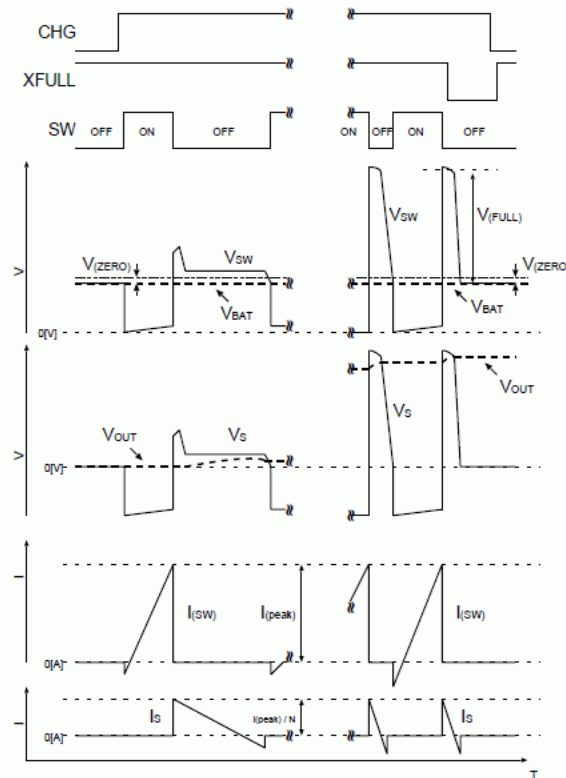 CHG
XFULL
SW
OFF ON OFF ON OFF ON OFF
V
VSW VSW V(FULL)
V(ZERO) V(ZERO)
VBAT VBAT
0[V]
V
VOUT VS VOUT
VS
0[V]
I
I(SW) I(peak) I(SW)
0[A]
I
IS I(peak) / N IS
0[A]
T